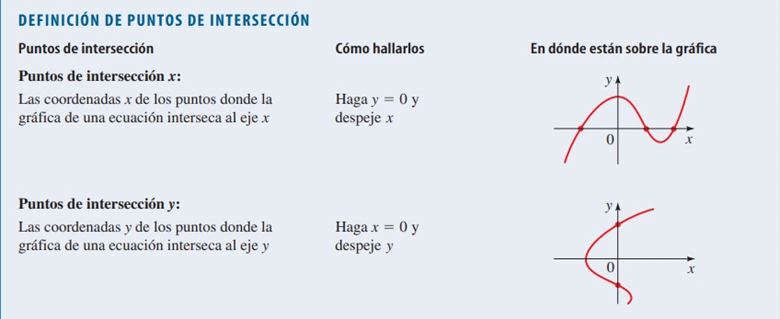 DEFINICIÓN DE PUNTOS DE INTERSECCIÓN
Puntos de intersección Cómo hallarlos En dónde están sobre la gráfica
Puntos de intersección x:
Las coordenadas x de los puntos donde la
gráfica de una ecuación interseca al eje x
Haga y = 0 y
despeje x
y
0
x
Puntos de intersección y:
Las coordenadas y de los puntos donde la
gráfica de una ecuación interseca al eje y
Haga x = 0 y
despeje y
y
0
x